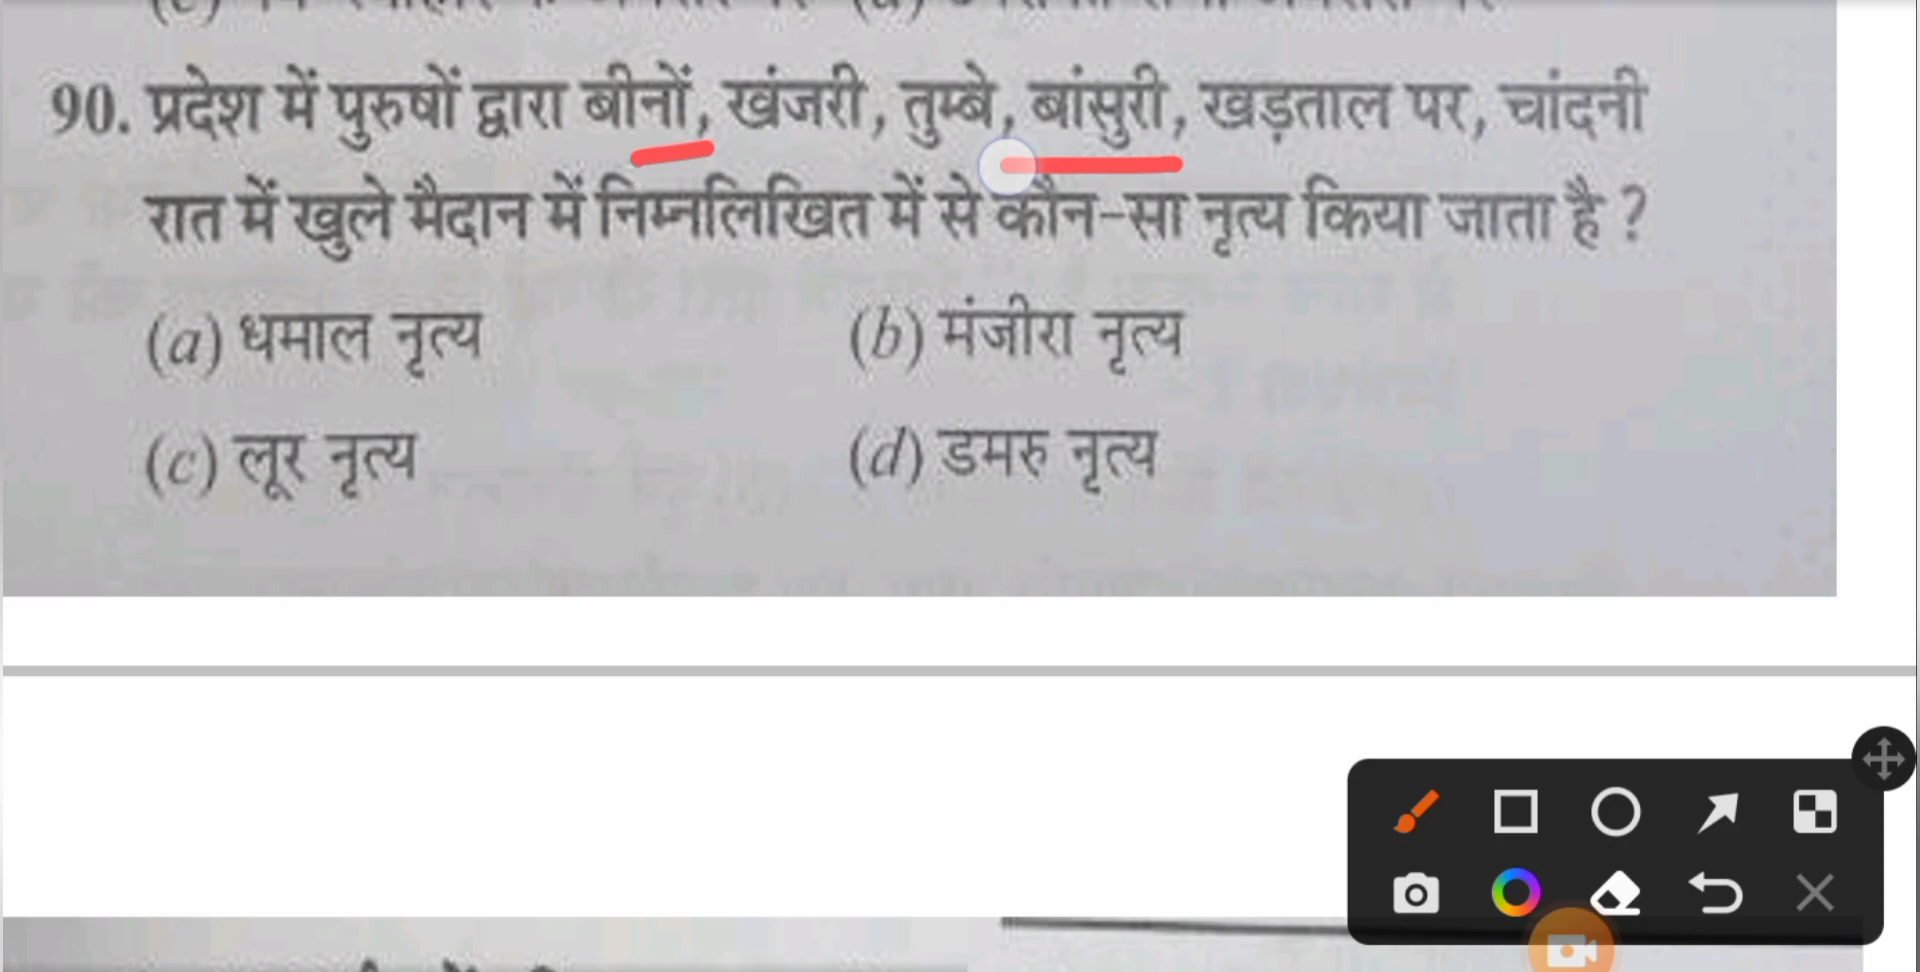 90. प्रदेश में पुरुषों द्वारा बीनों, खंजरी, तुम्बे, बांसुरी, खड़ताल पर, चांदनी
रात में खुले मैदान में निम्नलिखित में से कौन-सा नृत्य किया जाता है ?
(a) धमाल नृत्य (b) मंजीरा नृत्य
(c) लूर नृत्य (d) डमरु नृत्य